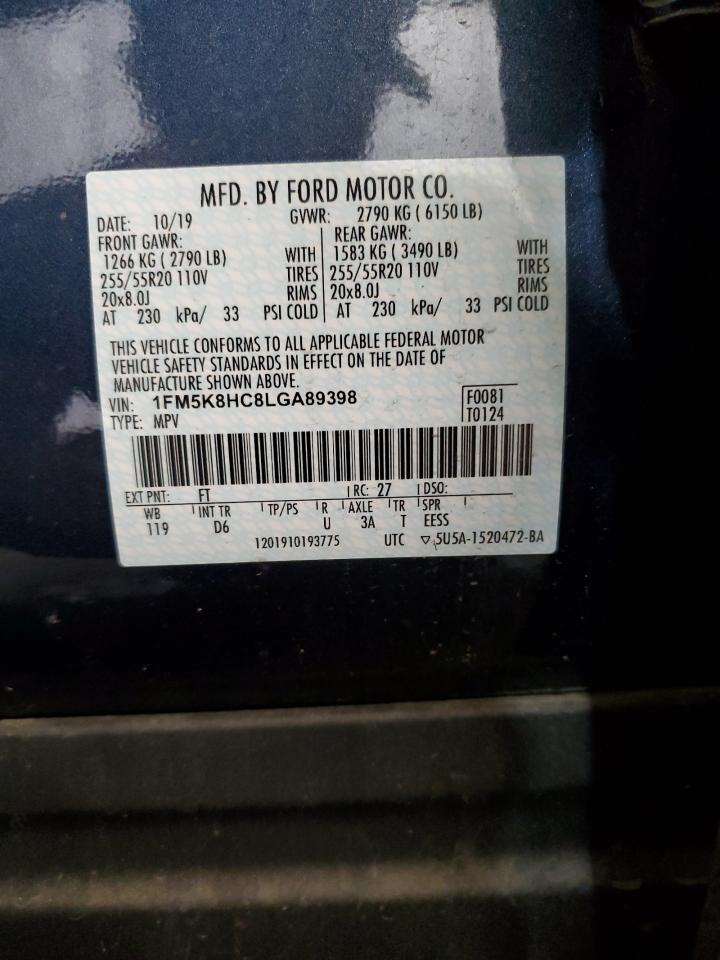 MFD. BY FORD MOTOR CO.
DATE: 10/19 GVWR: 2790 KG ( 6150 LB)
FRONT GAWR: REAR GAWR:
1266 KG ( 2790 LB) WITH 1583 KG ( 3490 LB) WITH
255/55R20 110V TIRES 255/55R20 110V TIRES
20x8.0J RIMS 20x8.0J RIMS
AT 230 kPa/ 33 PSI COLD AT 230 kPa/ 33 PSI COLD
THIS VEHICLE CONFORMS TO ALL APPLICABLE FEDERAL MOTOR
VEHICLE SAFETY STANDARDS IN EFFECT ON THE DATE OF
MANUFACTURE SHOWN ABOVE.
VIN: 1FM5K8HC8LGA89398 F0081
TYPE: MPV T0124
EXT PNT: FT RC: 27 DSO:
WB INT TR TP/PS R AXLE TR SPR
119 D6 U 3A T EESS
1201910193775 UTC ▽5U5A-1520472-BA